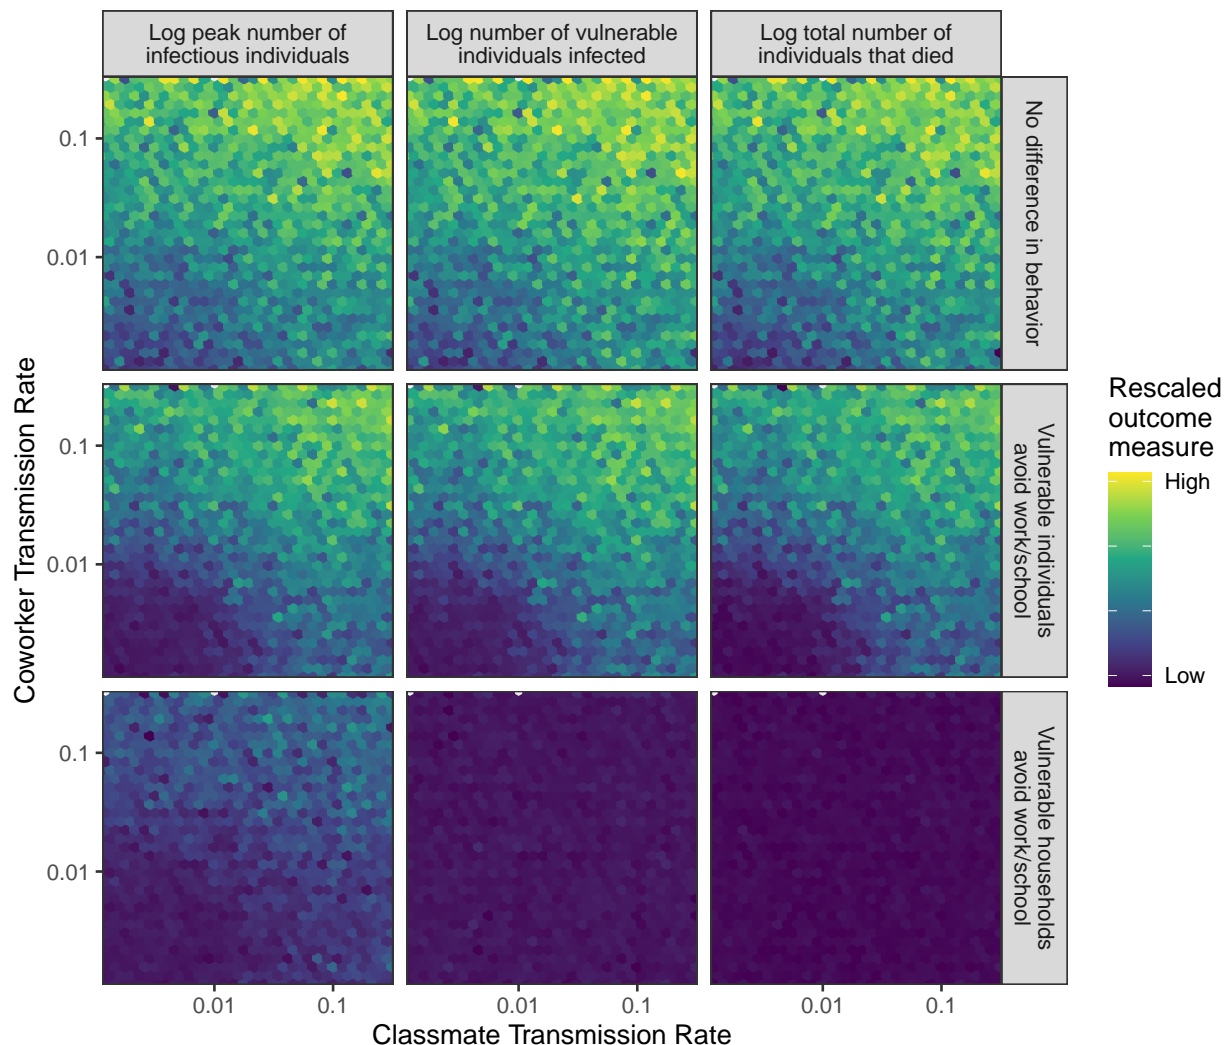 Log peak number of
infectious individuals
Log number of vulnerable
individuals infected
Log total number of
individuals that died
No difference in behavior
Vulnerable individuals
avoid work/school
Vulnerable households
avoid work/school
0.1
0.01
0.1
0.01
0.1
0.01
Coworker Transmission Rate
0.01
0.1
0.01
0.1
0.01
0.1
Classmate Transmission Rate
Rescaled
outcome
measure
High
Low